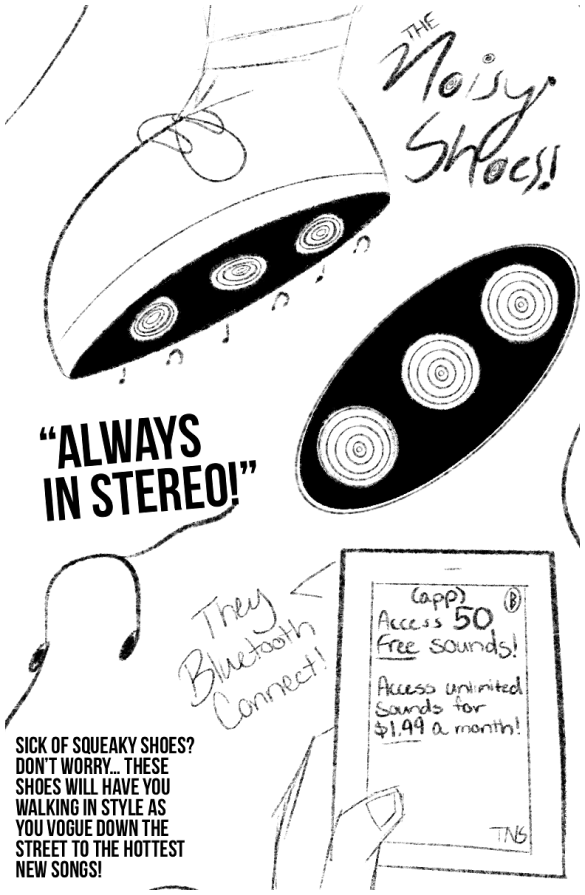 THE
Noisy
Shoes!
“ALWAYS
IN STEREO!”
They
Bluetooth
Connect!
(app)
Access 50
Free sounds!
Access unlimited
Sounds for
$1.99 a month!
TNS
SICK OF SQUEAKY SHOES?
DON'T WORRY... THESE
SHOES WILL HAVE YOU
WALKING IN STYLE AS
YOU VOGUE DOWN THE
STREET TO THE HOTTEST
NEW SONGS!